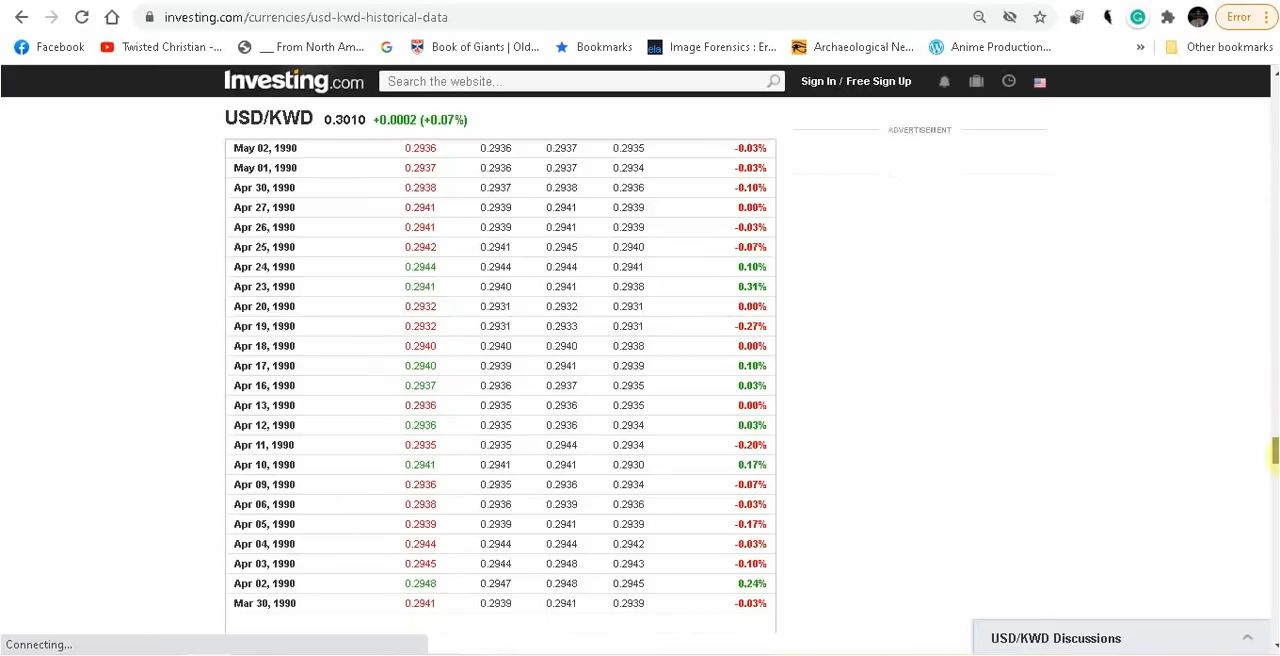 investing.com/currencies/usd-kwd-historical-data Error
Facebook Twisted Christian -... __ From North Am... Book of Giants | Old... Bookmarks ela Image Forensics : Er... Archaeological Ne... Anime Production... » Other bookmarks
Investing.com Search the website... Sign In / Free Sign Up
USD/KWD 0.3010 +0.0002 (+0.07%)
ADVERTISEMENT
May 02, 1990 0.2936 0.2936 0.2937 0.2935 -0.03%
May 01, 1990 0.2937 0.2936 0.2937 0.2934 -0.03%
Apr 30, 1990 0.2938 0.2937 0.2938 0.2936 -0.10%
Apr 27, 1990 0.2941 0.2939 0.2941 0.2939 0.00%
Apr 26, 1990 0.2941 0.2939 0.2941 0.2939 -0.03%
Apr 25, 1990 0.2942 0.2941 0.2945 0.2940 -0.07%
Apr 24, 1990 0.2944 0.2944 0.2944 0.2941 0.10%
Apr 23, 1990 0.2941 0.2940 0.2941 0.2938 0.31%
Apr 20, 1990 0.2932 0.2931 0.2932 0.2931 0.00%
Apr 19, 1990 0.2932 0.2931 0.2933 0.2931 -0.27%
Apr 18, 1990 0.2940 0.2940 0.2940 0.2938 0.00%
Apr 17, 1990 0.2940 0.2939 0.2941 0.2939 0.10%
Apr 16, 1990 0.2937 0.2936 0.2937 0.2935 0.03%
Apr 13, 1990 0.2936 0.2935 0.2936 0.2935 0.00%
Apr 12, 1990 0.2936 0.2935 0.2936 0.2934 0.03%
Apr 11, 1990 0.2935 0.2935 0.2944 0.2934 -0.20%
Apr 10, 1990 0.2941 0.2941 0.2941 0.2930 0.17%
Apr 09, 1990 0.2936 0.2935 0.2936 0.2934 -0.07%
Apr 06, 1990 0.2938 0.2936 0.2939 0.2936 -0.03%
Apr 05, 1990 0.2939 0.2939 0.2941 0.2939 -0.17%
Apr 04, 1990 0.2944 0.2944 0.2944 0.2942 -0.03%
Apr 03, 1990 0.2945 0.2944 0.2948 0.2943 -0.10%
Apr 02, 1990 0.2948 0.2947 0.2948 0.2945 0.24%
Mar 30, 1990 0.2941 0.2939 0.2941 0.2939 -0.03%
USD/KWD Discussions
Connecting...